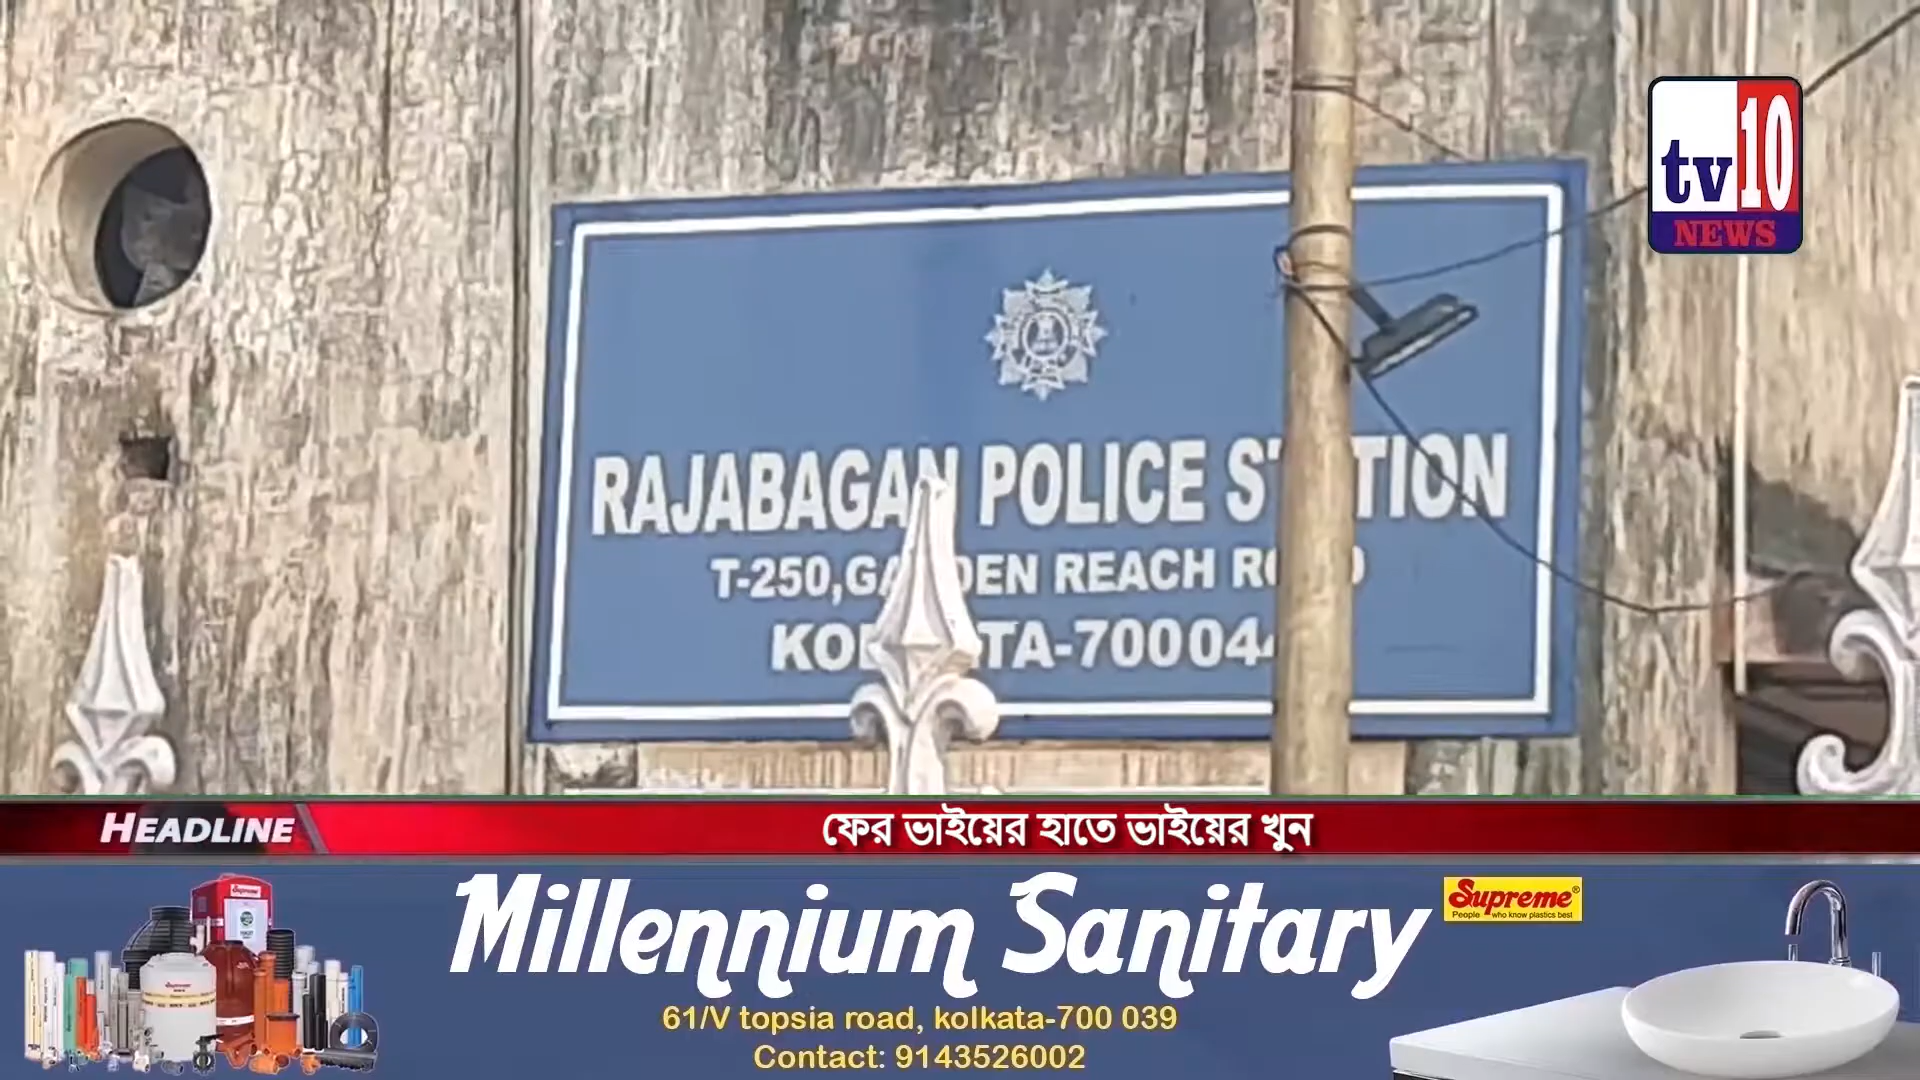 tv10
NEWS
RAJABAGAN POLICE STATION
T-250, GARDEN REACH ROAD
KOLKATA-700044
HEADLINE
ফের ভাইয়ের হাতে ভাইয়ের খুন
Millennium Sanitary
Supreme®
People who know plastics best
61/V topsia road, kolkata-700 039
Contact: 9143526002